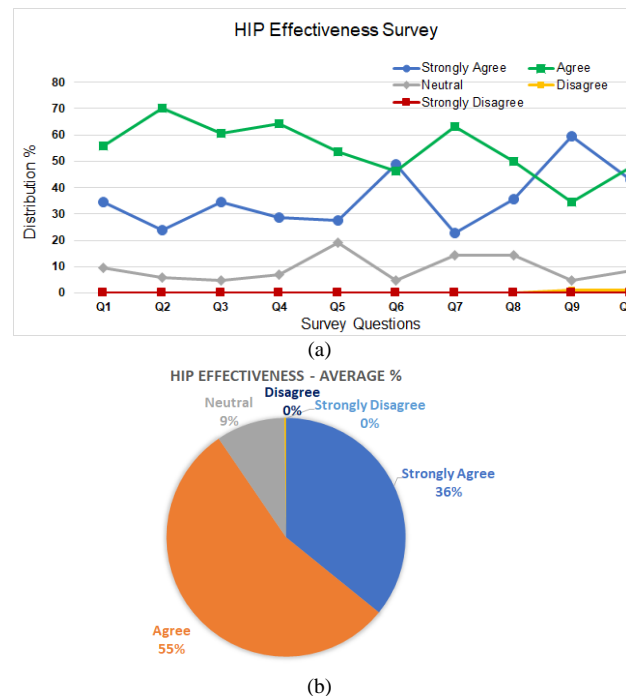 HIP Effectiveness Survey
Strongly Agree Agree
Neutral Disagree
Strongly Disagree
80
70
60
50
40
30
20
10
0
Distribution %
Q1 Q2 Q3 Q4 Q5 Q6 Q7 Q8 Q9 Q
Survey Questions
(a)
HIP EFFECTIVENESS - AVERAGE %
Disagree
0%
Strongly Disagree
0%
Neutral
9%
Strongly Agree
36%
Agree
55%
(b)